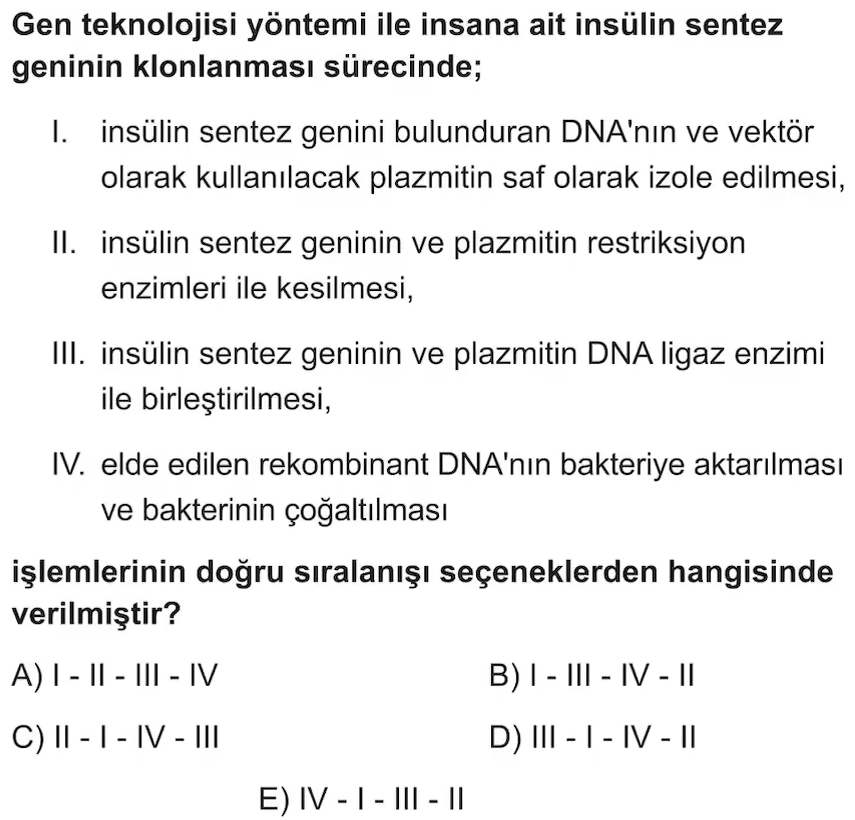 Gen teknolojisi yöntemi ile insana ait insülin sentez
geninin klonlanması sürecinde;
I. insülin sentez genini bulunduran DNA'nın ve vektör
olarak kullanılacak plazmitin saf olarak izole edilmesi,
II. insülin sentez geninin ve plazmitin restriksiyon
enzimleri ile kesilmesi,
III. insülin sentez geninin ve plazmitin DNA ligaz enzimi
ile birleştirilmesi,
IV. elde edilen rekombinant DNA'nın bakteriye aktarılması
ve bakterinin çoğaltılması
işlemlerinin doğru sıralanışı seçeneklerden hangisinde
verilmiştir?
A) I - II - III - IV B) I - III - IV - II
C) II - I - IV - III D) III - I - IV - II
E) IV - I - III - II